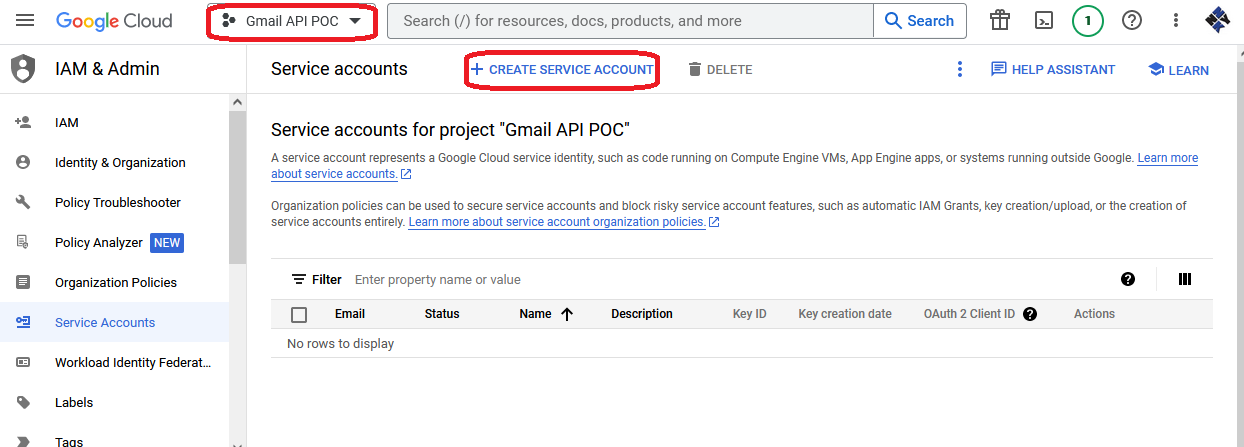 Google Cloud
Gmail API POC
Search (/) for resources, docs, products, and more
Search
1
IAM & Admin
Service accounts
+ CREATE SERVICE ACCOUNT
DELETE
HELP ASSISTANT
LEARN
IAM
Identity & Organization
Policy Troubleshooter
Policy Analyzer NEW
Organization Policies
Service Accounts
Workload Identity Federat...
Labels
Tags
Service accounts for project "Gmail API POC"
A service account represents a Google Cloud service identity, such as code running on Compute Engine VMs, App Engine apps, or systems running outside Google. Learn more
about service accounts.
Organization policies can be used to secure service accounts and block risky service account features, such as automatic IAM Grants, key creation/upload, or the creation of
service accounts entirely. Learn more about service account organization policies.
Filter Enter property name or value
Email Status Name Description Key ID Key creation date OAuth 2 Client ID Actions
No rows to display